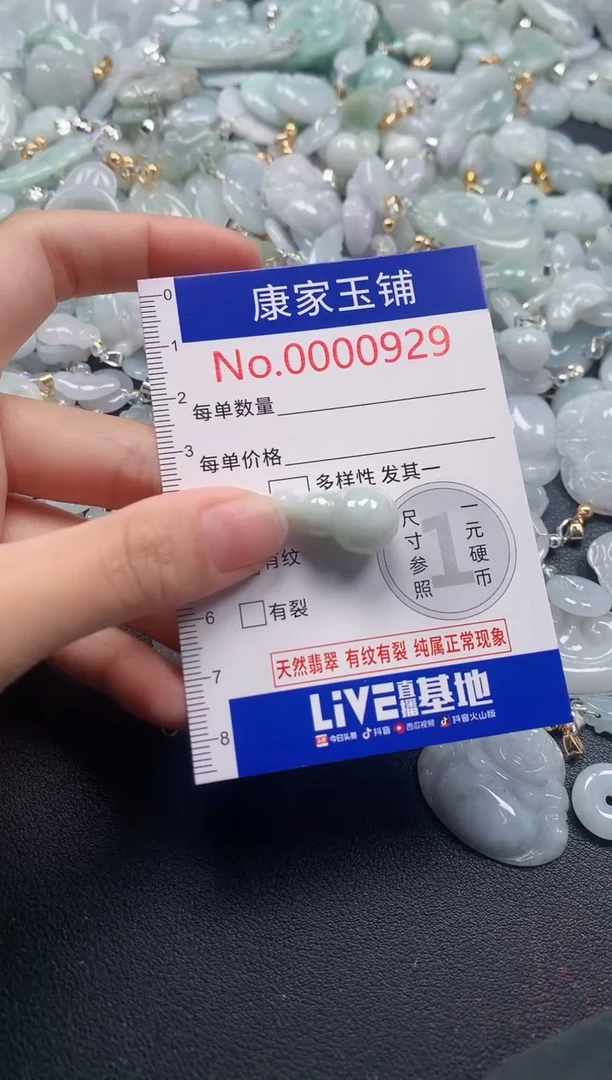 康家玉铺
No.0000929
每单数量
每单价格
多样性 发其一
有纹
有裂
尺寸参照
1
一元硬币
天然翡翠 有纹有裂 纯属正常现象
LiVE直播基地
今日头条 抖音 西瓜视频 抖音火山版
0
1
2
3
6
7
8